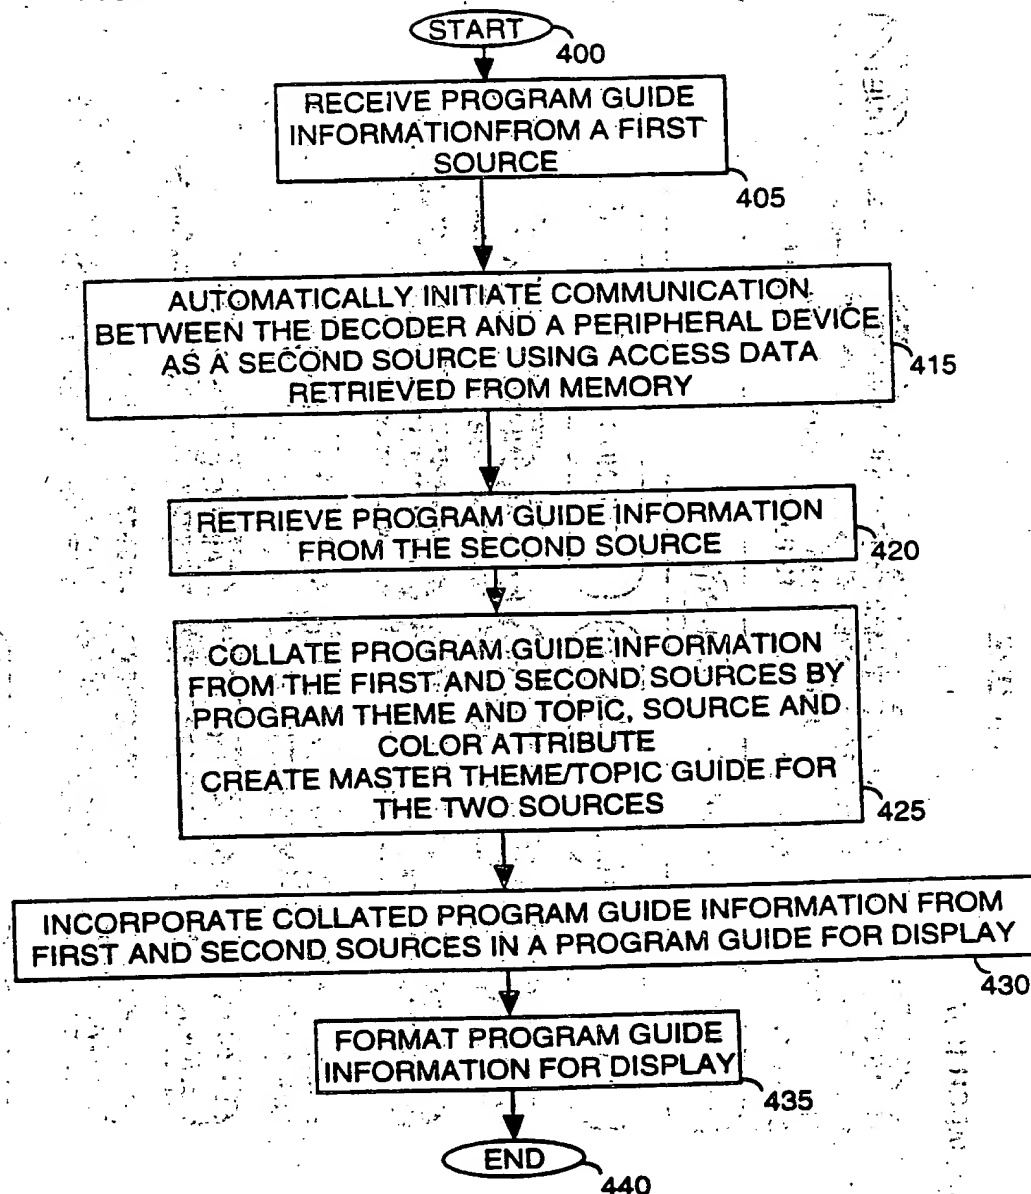 START
400
RECEIVE PROGRAM GUIDE
INFORMATIONFROM A FIRST
SOURCE
405
AUTOMATICALLY INITIATE COMMUNICATION
BETWEEN THE DECODER AND A PERIPHERAL DEVICE
AS A SECOND SOURCE USING ACCESS DATA
RETRIEVED FROM MEMORY
415
RETRIEVE PROGRAM GUIDE INFORMATION
FROM THE SECOND SOURCE
420
COLLATE PROGRAM GUIDE INFORMATION
FROM THE FIRST AND SECOND SOURCES BY
PROGRAM THEME AND TOPIC, SOURCE AND
COLOR ATTRIBUTE
CREATE MASTER THEME/TOPIC GUIDE FOR
THE TWO SOURCES
425
INCORPORATE COLLATED PROGRAM GUIDE INFORMATION FROM
FIRST AND SECOND SOURCES IN A PROGRAM GUIDE FOR DISPLAY
430
FORMAT PROGRAM GUIDE
INFORMATION FOR DISPLAY
435
END
440